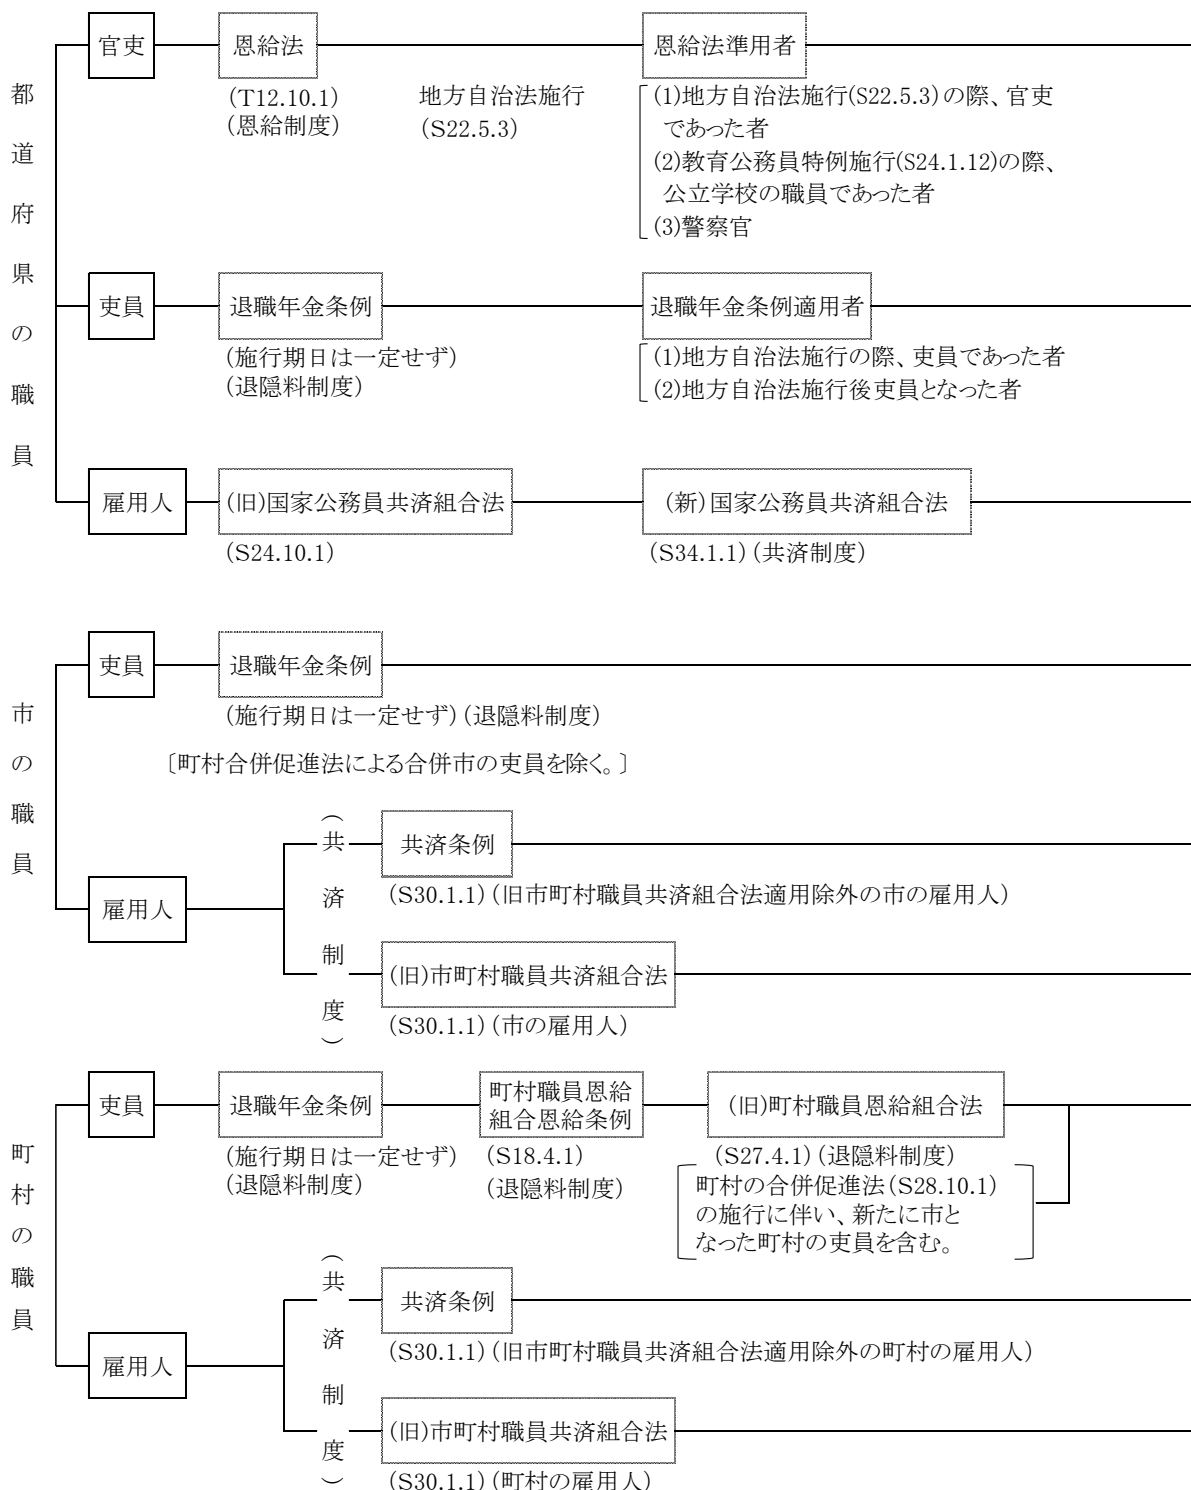 都道府県の職員
官吏
恩給法
恩給法準用者
(T12.10.1)
(恩給制度)
地方自治法施行
(S22.5.3)
(1)地方自治法施行(S22.5.3)の際、官吏
であった者
(2)教育公務員特例施行(S24.1.12)の際、
公立学校の職員であった者
(3)警察官
吏員
退職年金条例
退職年金条例適用者
(施行期日は一定せず)
(退隠料制度)
(1)地方自治法施行の際、吏員であった者
(2)地方自治法施行後吏員となった者
雇用人
(旧)国家公務員共済組合法
(新)国家公務員共済組合法
(S24.10.1)
(S34.1.1)(共済制度)
市の職員
吏員
退職年金条例
(施行期日は一定せず)(退隠料制度)
〔町村合併促進法による合併市の吏員を除く。〕
雇用人
(共済制度)
共済条例
(S30.1.1)(旧市町村職員共済組合法適用除外の市の雇用人)
(旧)市町村職員共済組合法
(S30.1.1)(市の雇用人)
町村の職員
吏員
退職年金条例
町村職員恩給
組合恩給条例
(旧)町村職員恩給組合法
(施行期日は一定せず)
(退隠料制度)
(S18.4.1)
(退隠料制度)
(S27.4.1)(退隠料制度)
町村の合併促進法(S28.10.1)
の施行に伴い、新たに市と
なった町村の吏員を含む。
雇用人
(共済制度)
共済条例
(S30.1.1)(旧市町村職員共済組合法適用除外の町村の雇用人)
(旧)市町村職員共済組合法
(S30.1.1)(町村の雇用人)